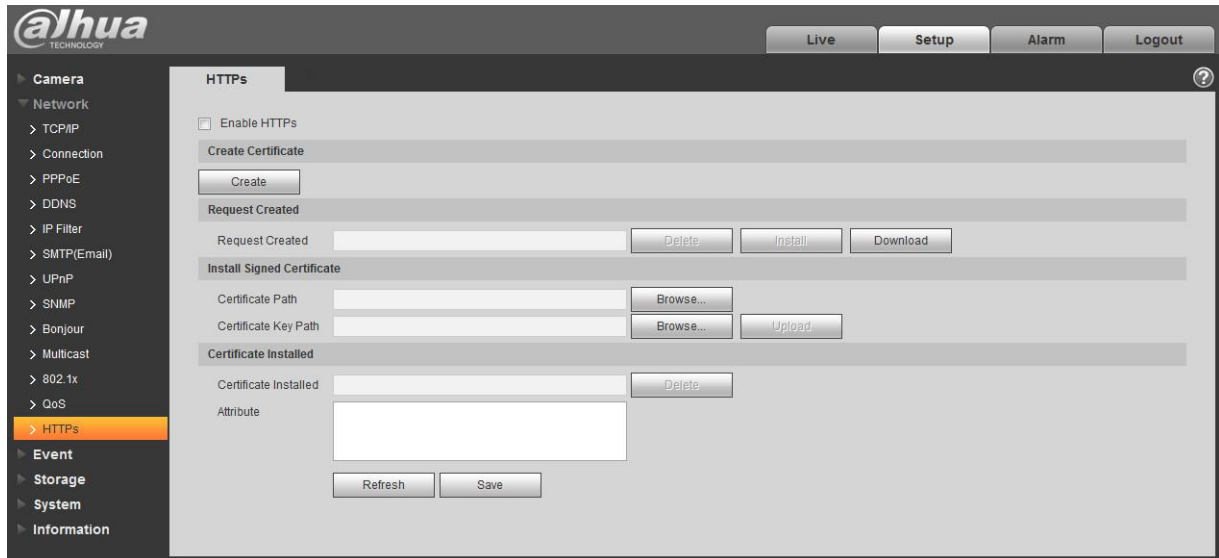 alhua
TECHNOLOGY
Live Setup Alarm Logout
Camera
Network
TCP/IP
Connection
PPPoE
DDNS
IP Filter
SMTP(Email)
UPnP
SNMP
Bonjour
Multicast
802.1x
QoS
HTTPs
Event
Storage
System
Information
HTTPs ?
Enable HTTPs
Create Certificate
Create
Request Created
Request Created Delete Install Download
Install Signed Certificate
Certificate Path Browse...
Certificate Key Path Browse... Upload
Certificate Installed
Certificate Installed Delete
Attribute
Refresh Save